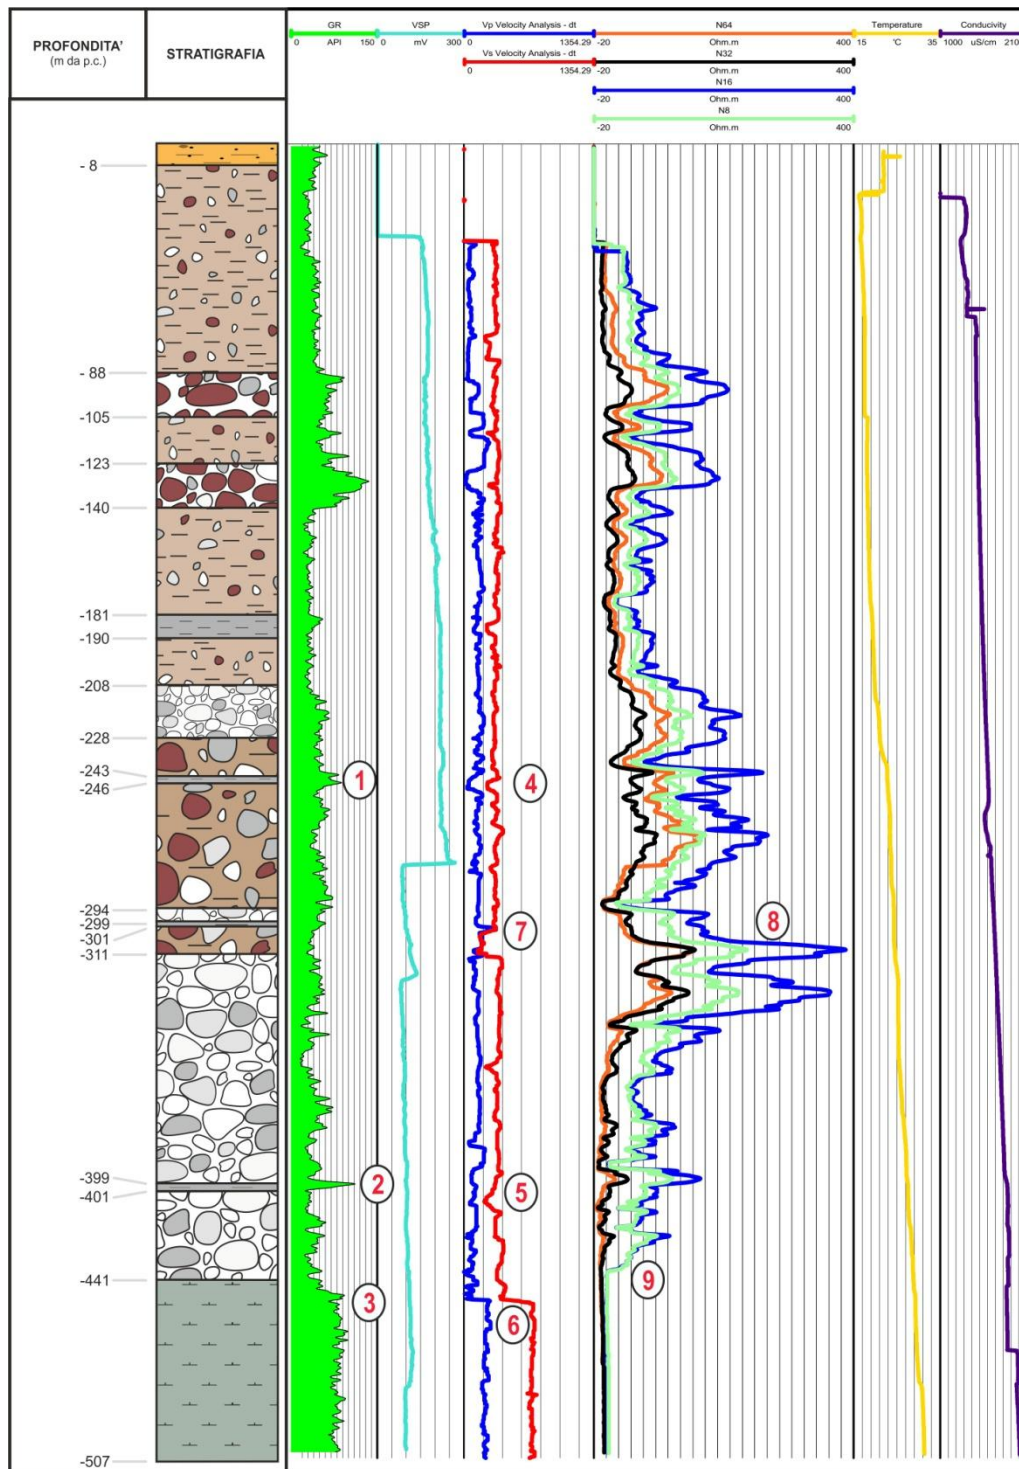 PROFONDITA'
(m da p.c.)
STRATIGRAFIA
GR
0 API 150
VSP
0 mV 300
Vp Velocity Analysis - dt
0 1354.29
Vs Velocity Analysis - dt
0 1354.29
N64
-20 Ohm.m 400
N32
-20 Ohm.m 400
N16
-20 Ohm.m 400
N8
-20 Ohm.m 400
Temperature
15 °C 35
Conducivity
1000 uS/cm 210
- 8
- 88
-105
-123
-140
-181
-190
-208
-228
-243
-246
-294
-299
-301
-311
-399
-401
-441
-507
1
4
7
8
2
5
3
6
9